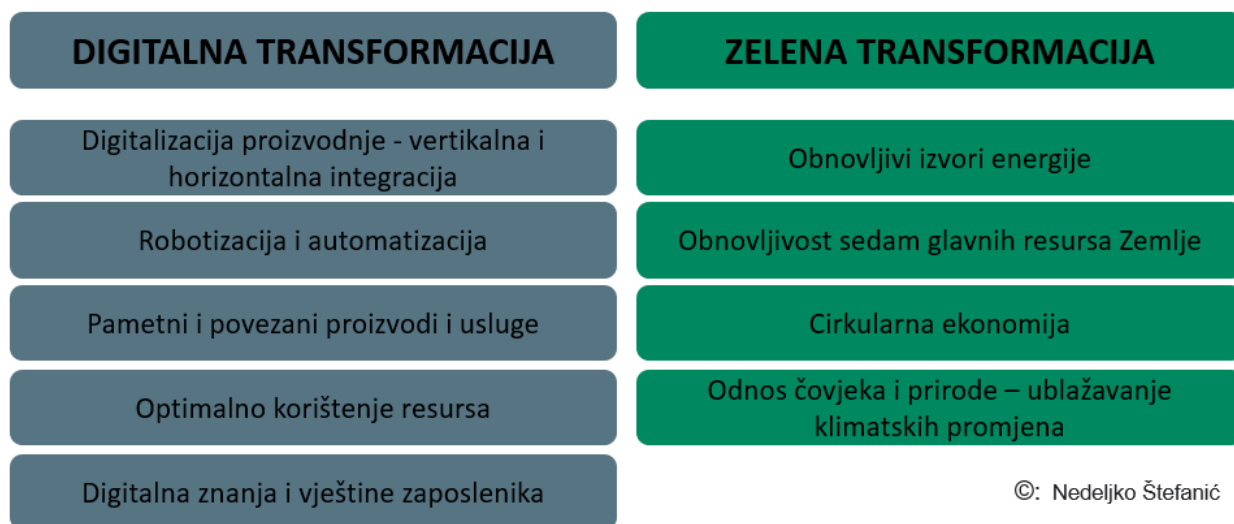 DIGITALNA TRANSFORMACIJA
Digitalizacija proizvodnje - vertikalna i
horizontalna integracija
Robotizacija i automatizacija
Pametni i povezani proizvodi i usluge
Optimalno korištenje resursa
Digitalna znanja i vještine zaposlenika
ZELENA TRANSFORMACIJA
Obnovljivi izvori energije
Obnovljivost sedam glavnih resursa Zemlje
Cirkularna ekonomija
Odnos čovjeka i prirode – ublažavanje
klimatskih promjena
©: Nedeljko Štefanić